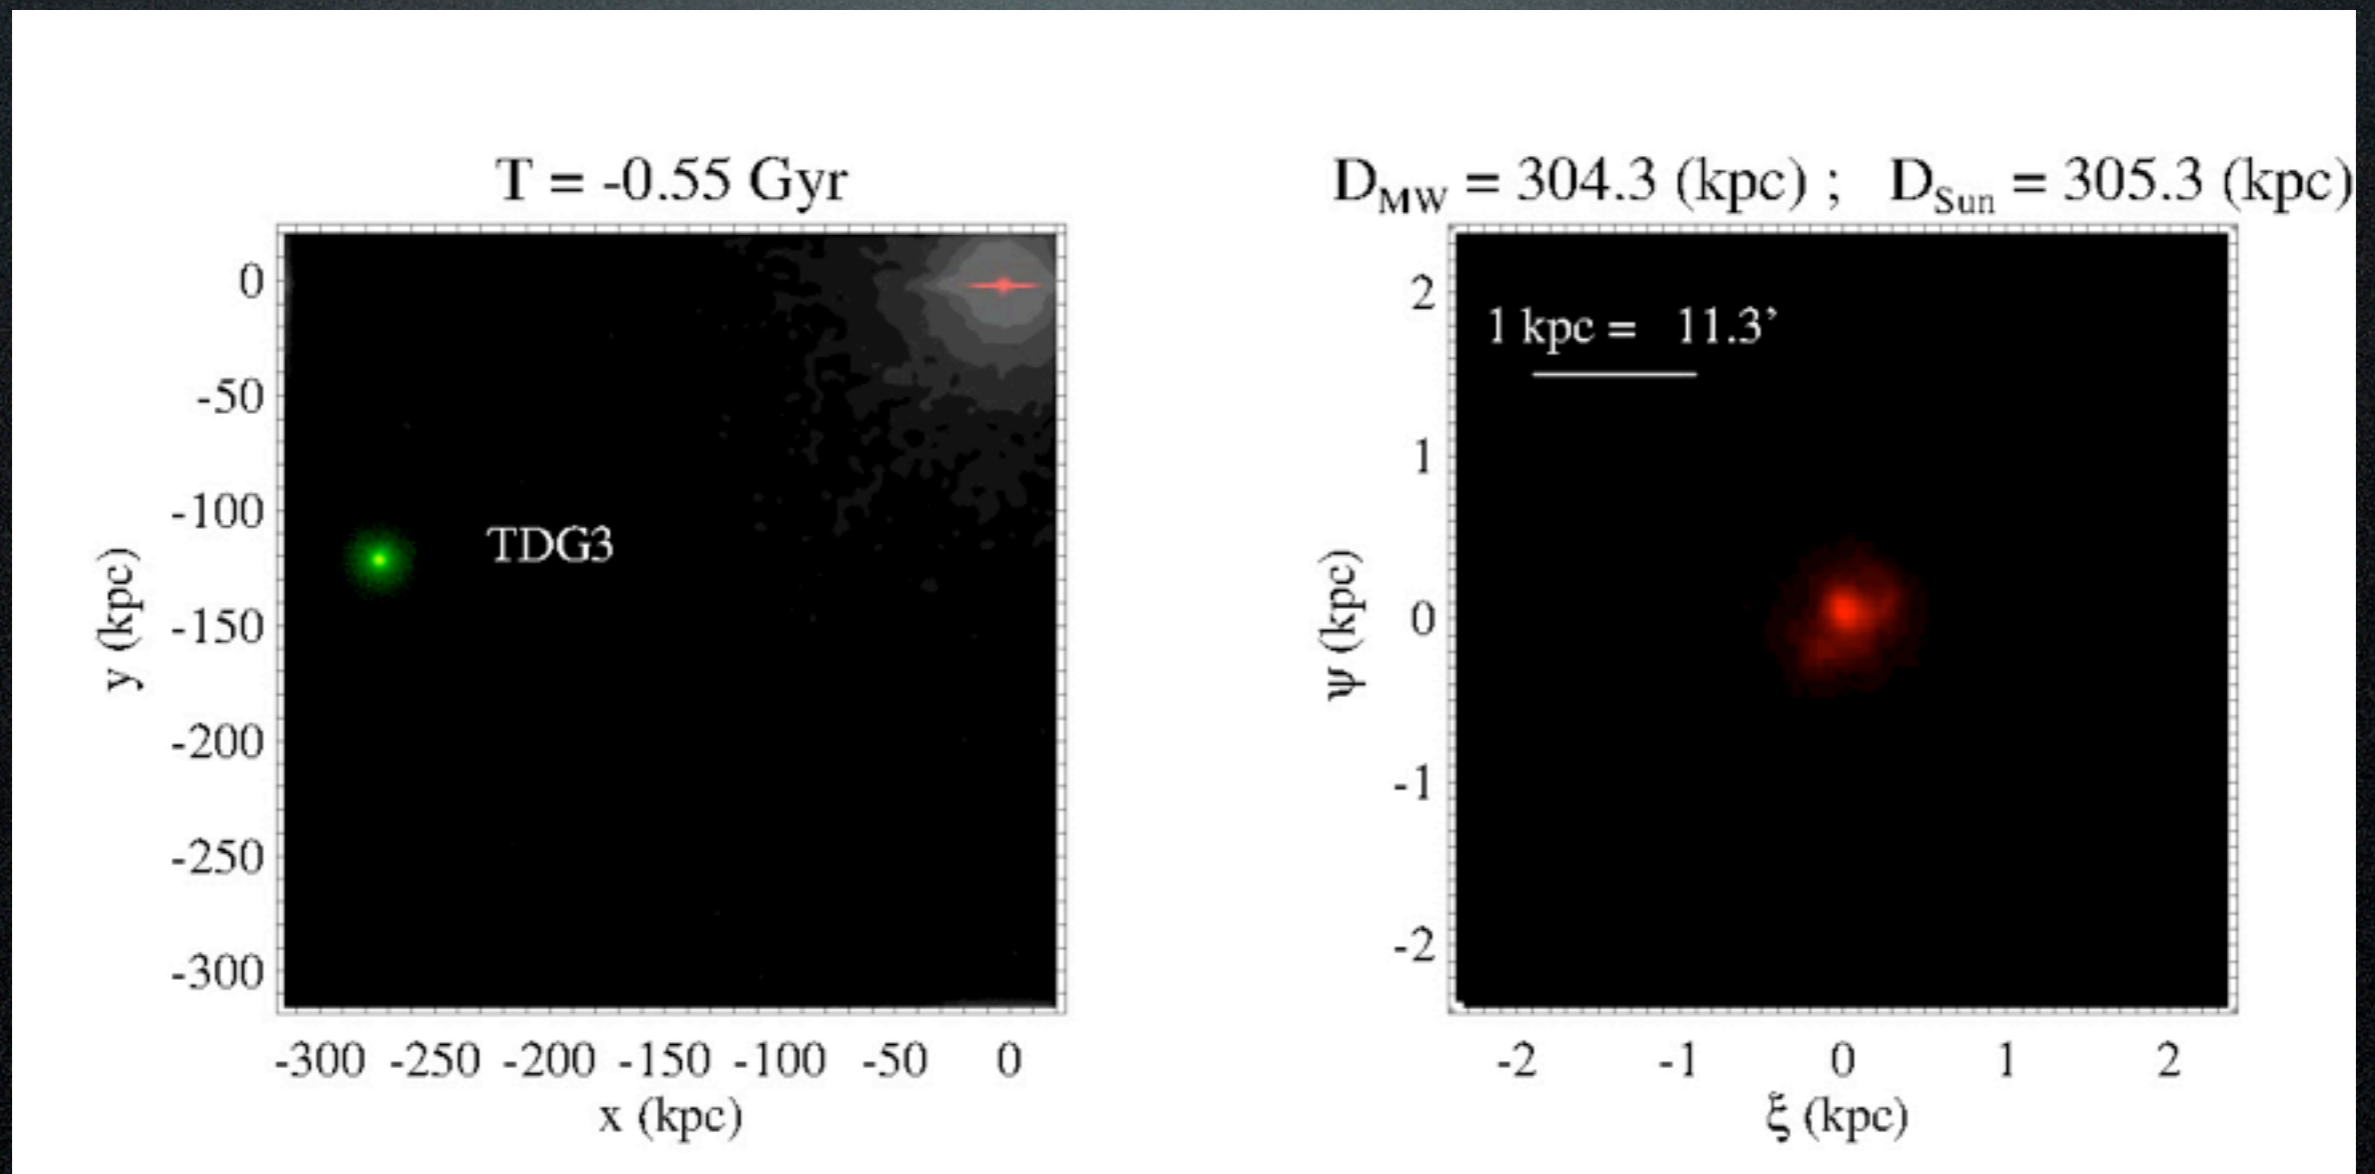 T = -0.55 Gyr
0
-50
-100
-150
-200
-250
-300
y (kpc)
TDG3
-300 -250 -200 -150 -100 -50 0
x (kpc)
D_MW = 304.3 (kpc) ; D_Sun = 305.3 (kpc)
2
1
0
-1
-2
ψ (kpc)
1 kpc = 11.3’
-2 -1 0 1 2
ξ (kpc)